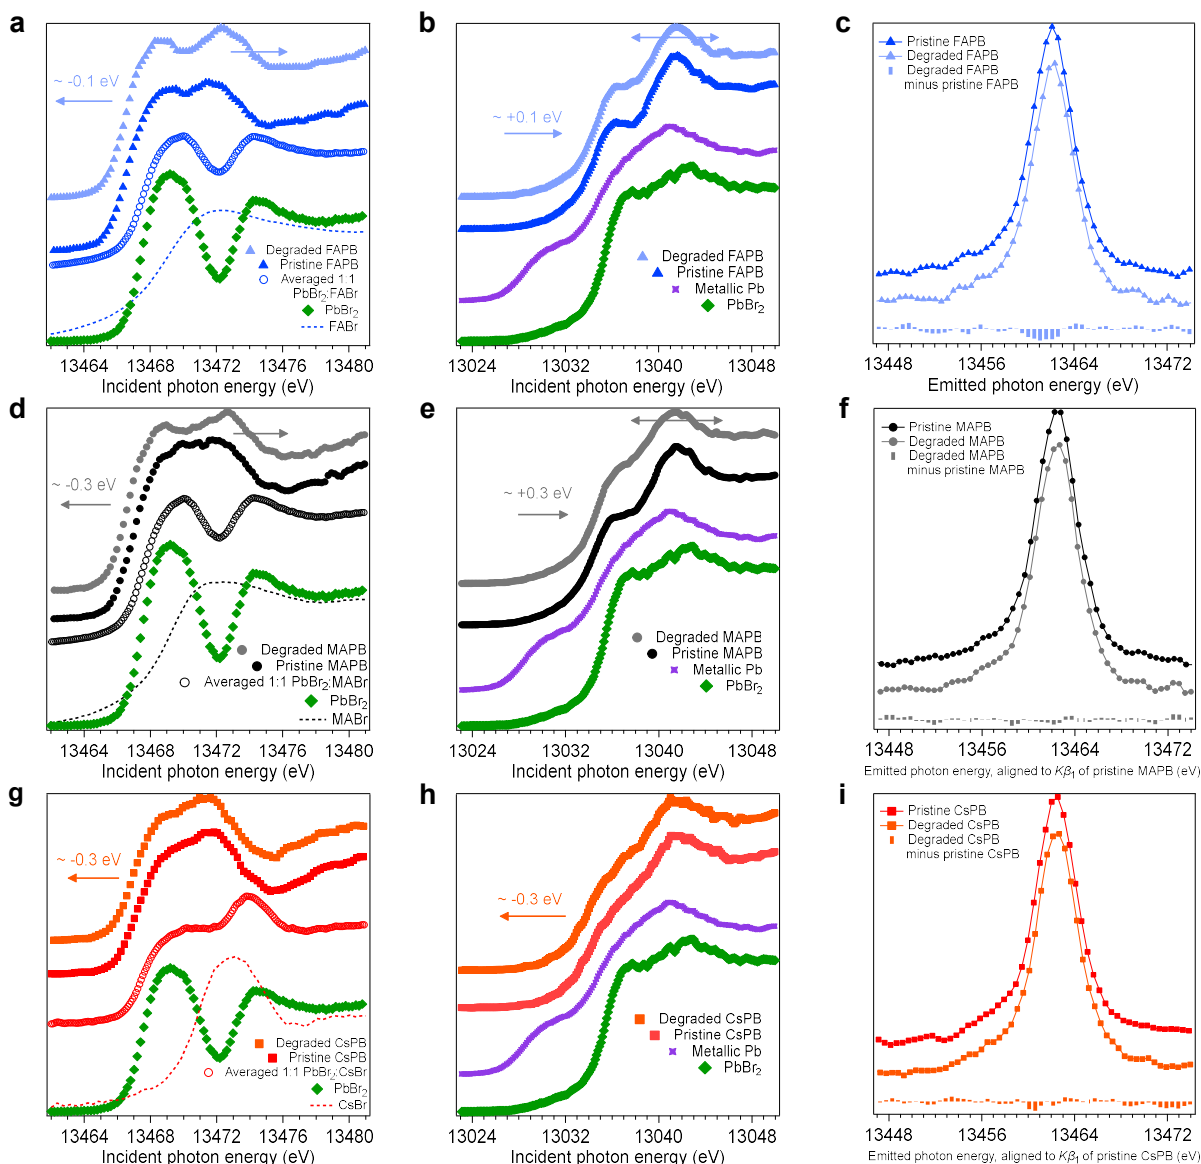 a
~ -0.1 eV
Degraded FAPB
Pristine FAPB
Averaged 1:1
PbBr2:FABr
PbBr2
FABr
13464 13468 13472 13476 13480
Incident photon energy (eV)
b
~ +0.1 eV
Degraded FAPB
Pristine FAPB
Metallic Pb
PbBr2
13024 13032 13040 13048
Incident photon energy (eV)
c
Pristine FAPB
Degraded FAPB
Degraded FAPB
minus pristine FAPB
13448 13456 13464 13472
Emitted photon energy (eV)
d
~ -0.3 eV
Degraded MAPB
Pristine MAPB
Averaged 1:1 PbBr2:MABr
PbBr2
MABr
13464 13468 13472 13476 13480
Incident photon energy (eV)
e
~ +0.3 eV
Degraded MAPB
Pristine MAPB
Metallic Pb
PbBr2
13024 13032 13040 13048
Incident photon energy (eV)
f
Pristine MAPB
Degraded MAPB
Degraded MAPB
minus pristine MAPB
13448 13456 13464 13472
Emitted photon energy, aligned to Kβ1 of pristine MAPB (eV)
g
~ -0.3 eV
Degraded CsPB
Pristine CsPB
Averaged 1:1 PbBr2:CsBr
PbBr2
CsBr
13464 13468 13472 13476 13480
Incident photon energy (eV)
h
~ -0.3 eV
Degraded CsPB
Pristine CsPB
Metallic Pb
PbBr2
13024 13032 13040 13048
Incident photon energy (eV)
i
Pristine CsPB
Degraded CsPB
Degraded CsPB
minus pristine CsPB
13448 13456 13464 13472
Emitted photon energy, aligned to Kβ1 of pristine CsPB (eV)